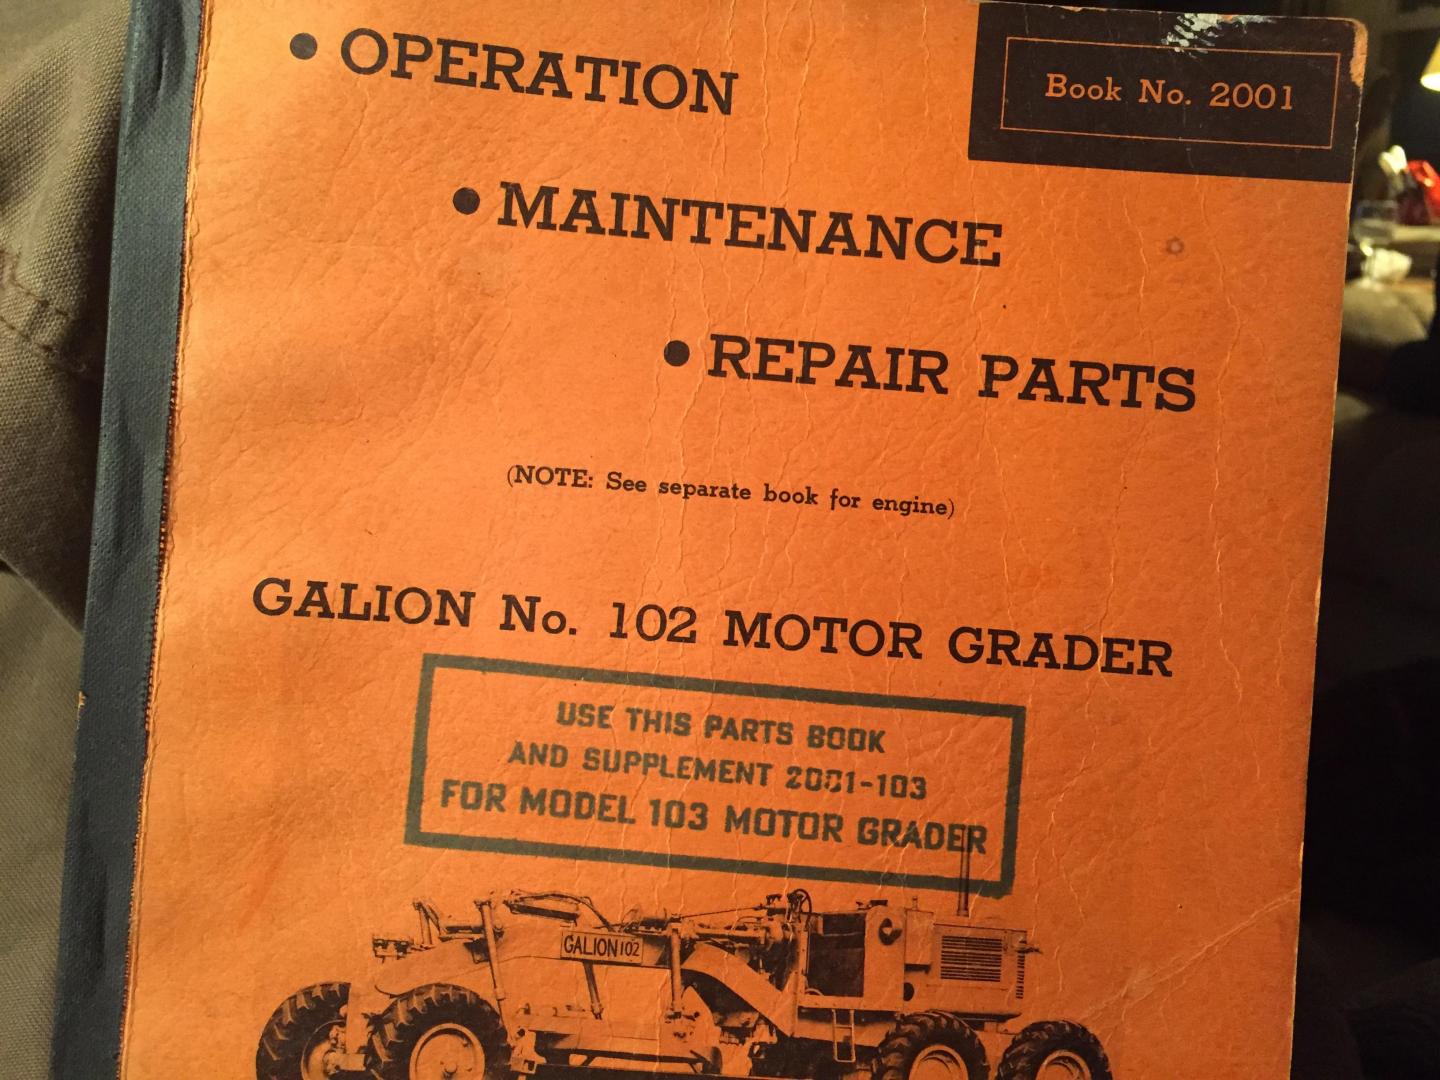 • OPERATION
Book No. 2001
• MAINTENANCE
• REPAIR PARTS
(NOTE: See separate book for engine)
GALION No. 102 MOTOR GRADER
USE THIS PARTS BOOK
AND SUPPLEMENT 2001-103
FOR MODEL 103 MOTOR GRADER
GALION 102